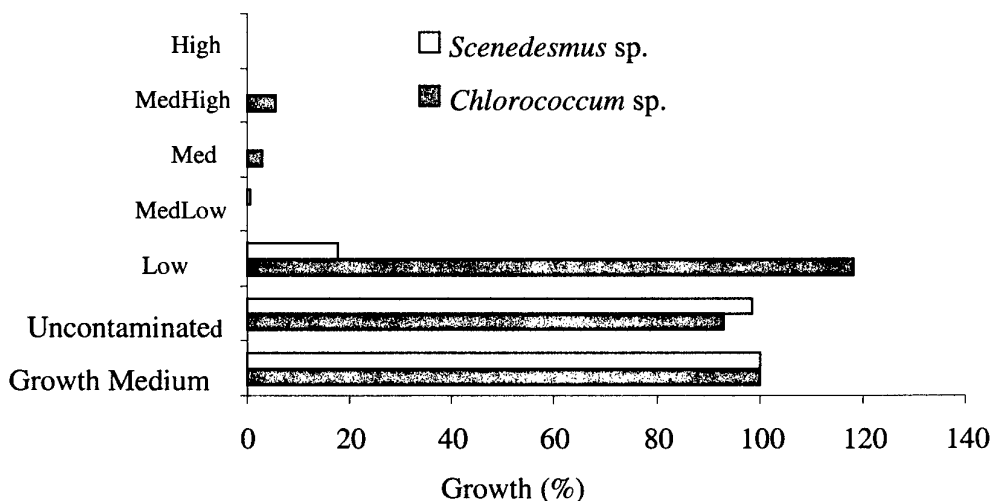 High
MedHigh
Med
MedLow
Low
Uncontaminated
Growth Medium
Scenedesmus sp.
Chlorococcum sp.
0 20 40 60 80 100 120 140
Growth (%)